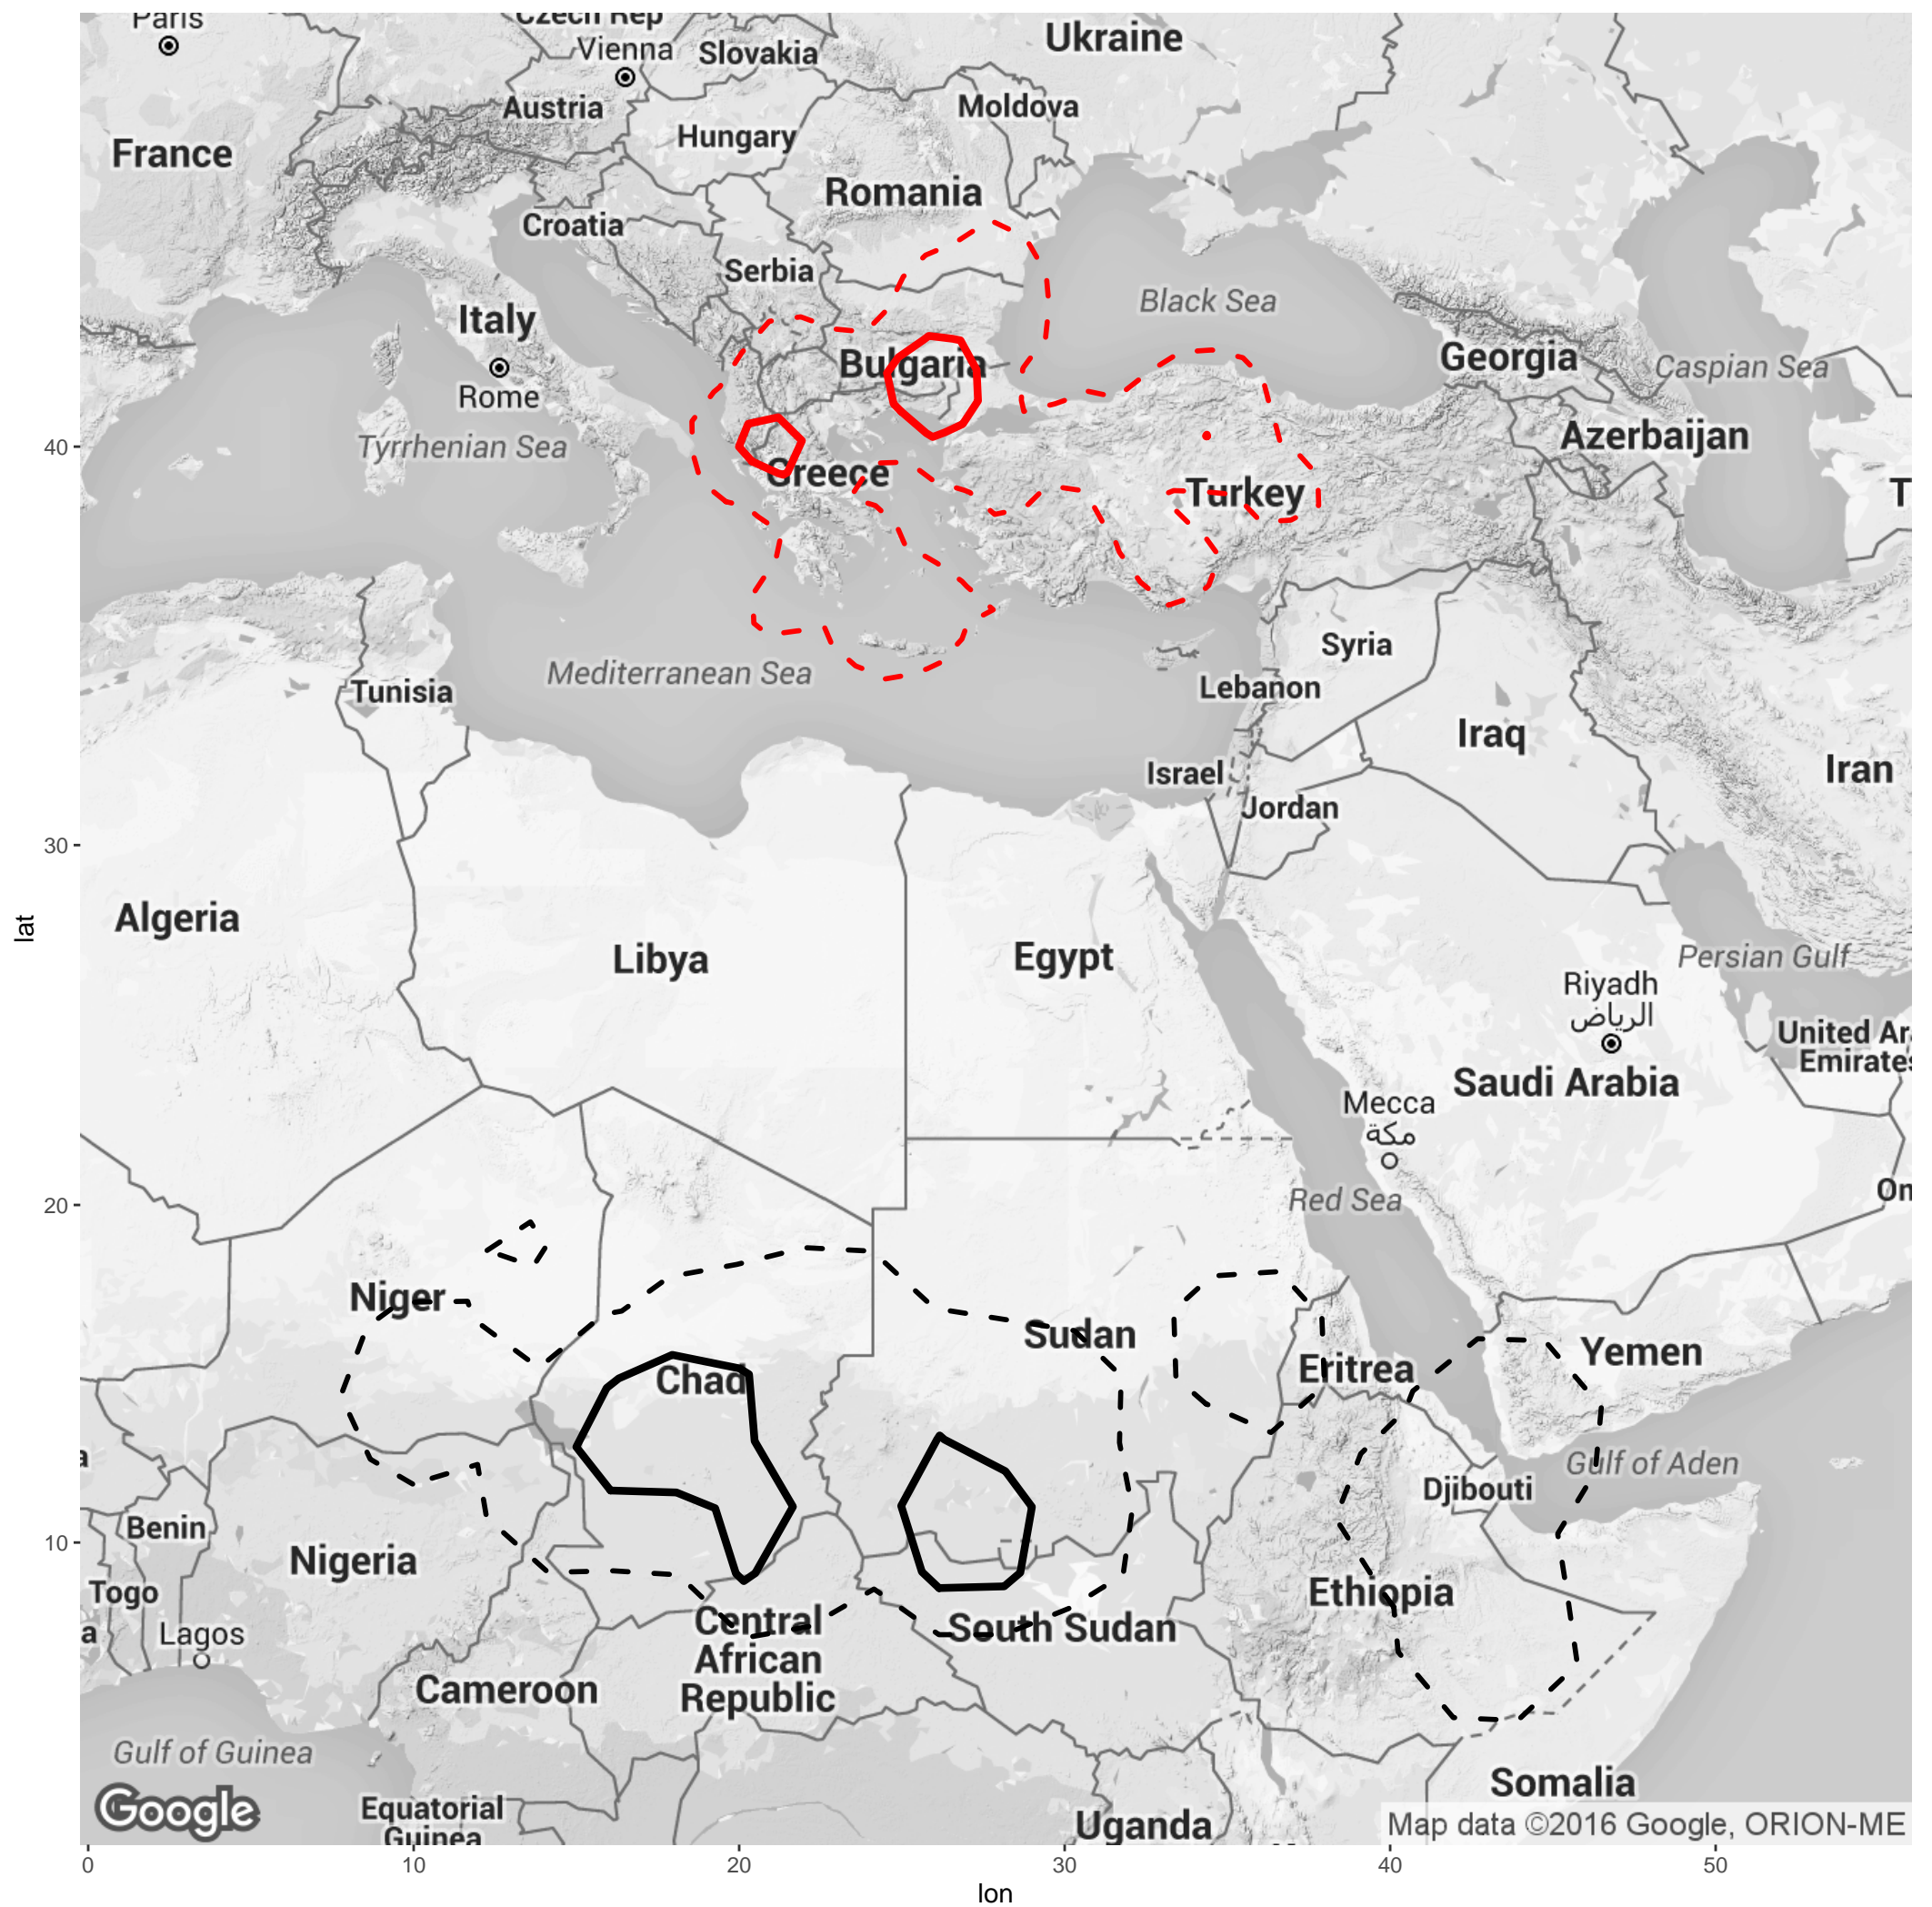 Paris
Czech Rep
Vienna
Slovakia
Ukraine
Austria
Moldova
Hungary
France
Romania
Croatia
Serbia
Black Sea
Italy
Georgia
Caspian Sea
Bulgaria
Rome
Tyrrhenian Sea
Azerbaijan
Greece
Turkey
T
Syria
Mediterranean Sea
Lebanon
Tunisia
Iraq
Iran
Israel
Jordan
Algeria
Libya
Egypt
Persian Gulf
Riyadh
الرياض
United Ar
Emirates
Saudi Arabia
Mecca
مكة
Red Sea
On
Niger
Sudan
Yemen
Eritrea
Chad
a
Gulf of Aden
Djibouti
Benin
Nigeria
Togo
Ethiopia
a
Lagos
Central
African
Republic
South Sudan
Cameroon
Gulf of Guinea
Somalia
Google
Equatorial
Guinea
Uganda
Map data ©2016 Google, ORION-ME
40
30
20
10
lat
0 10 20 30 40 50
lon